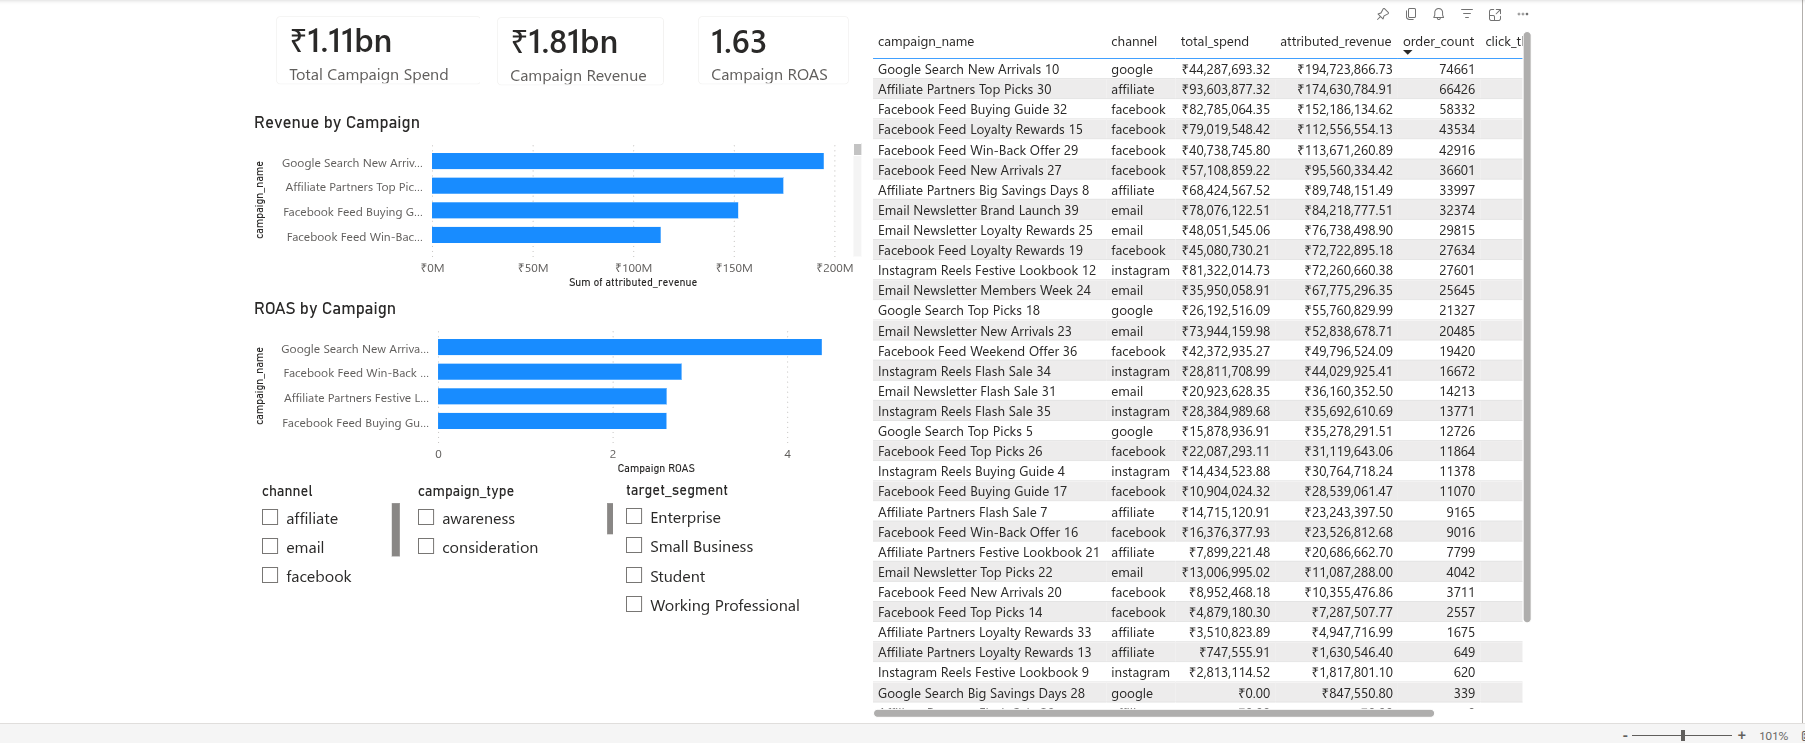 ₹1.11bn
Total Campaign Spend
₹1.81bn
Campaign Revenue
1.63
Campaign ROAS
Revenue by Campaign
campaign_name
Google Search New Arriv...
Affiliate Partners Top Pic...
Facebook Feed Buying G...
Facebook Feed Win-Bac...
₹0M ₹50M ₹100M ₹150M ₹200M
Sum of attributed_revenue
ROAS by Campaign
campaign_name
Google Search New Arriva...
Facebook Feed Win-Back ...
Affiliate Partners Festive L...
Facebook Feed Buying Gu...
0 2 4
Campaign ROAS
channel
affiliate
email
facebook
campaign_type
awareness
consideration
target_segment
Enterprise
Small Business
Student
Working Professional
campaign_name channel total_spend attributed_revenue order_count
Google Search New Arrivals 10 google ₹44,287,693.32 ₹194,723,866.73 74661
Affiliate Partners Top Picks 30 affiliate ₹93,603,877.32 ₹174,630,784.91 66426
Facebook Feed Buying Guide 32 facebook ₹82,785,064.35 ₹152,186,134.62 58332
Facebook Feed Loyalty Rewards 15 facebook ₹79,019,548.42 ₹112,556,554.13 43534
Facebook Feed Win-Back Offer 29 facebook ₹40,738,745.80 ₹113,671,260.89 42916
Facebook Feed New Arrivals 27 facebook ₹57,108,859.22 ₹95,560,334.42 36601
Affiliate Partners Big Savings Days 8 affiliate ₹68,424,567.52 ₹89,748,151.49 33997
Email Newsletter Brand Launch 39 email ₹78,076,122.51 ₹84,218,777.51 32374
Email Newsletter Loyalty Rewards 25 email ₹48,051,545.06 ₹76,738,498.90 29815
Facebook Feed Loyalty Rewards 19 facebook ₹45,080,730.21 ₹72,722,895.18 27634
Instagram Reels Festive Lookbook 12 instagram ₹81,322,014.73 ₹72,260,660.38 27601
Email Newsletter Members Week 24 email ₹35,950,058.91 ₹67,775,296.35 25645
Google Search Top Picks 18 google ₹26,192,516.09 ₹55,760,829.99 21327
Email Newsletter New Arrivals 23 email ₹73,944,159.98 ₹52,838,678.71 20485
Facebook Feed Weekend Offer 36 facebook ₹42,372,935.27 ₹49,796,524.09 19420
Instagram Reels Flash Sale 34 instagram ₹28,811,708.99 ₹44,029,925.41 16672
Email Newsletter Flash Sale 31 email ₹20,923,628.35 ₹36,160,352.50 14213
Instagram Reels Flash Sale 35 instagram ₹28,384,989.68 ₹35,692,610.69 13771
Google Search Top Picks 5 google ₹15,878,936.91 ₹35,278,291.51 12726
Facebook Feed Top Picks 26 facebook ₹22,087,293.11 ₹31,119,643.06 11864
Instagram Reels Buying Guide 4 instagram ₹14,434,523.88 ₹30,764,718.24 11378
Facebook Feed Buying Guide 17 facebook ₹10,904,024.32 ₹28,539,061.47 11070
Affiliate Partners Flash Sale 7 affiliate ₹14,715,120.91 ₹23,243,397.50 9165
Facebook Feed Win-Back Offer 16 facebook ₹16,376,377.93 ₹23,526,812.68 9016
Affiliate Partners Festive Lookbook 21 affiliate ₹7,899,221.48 ₹20,686,662.70 7799
Email Newsletter Top Picks 22 email ₹13,006,995.02 ₹11,087,288.00 4042
Facebook Feed New Arrivals 20 facebook ₹8,952,468.18 ₹10,355,476.86 3711
Facebook Feed Top Picks 14 facebook ₹4,879,180.30 ₹7,287,507.77 2557
Affiliate Partners Loyalty Rewards 33 affiliate ₹3,510,823.89 ₹4,947,716.99 1675
Affiliate Partners Loyalty Rewards 13 affiliate ₹747,555.91 ₹1,630,546.40 649
Instagram Reels Festive Lookbook 9 instagram ₹2,813,114.52 ₹1,817,801.10 620
Google Search Big Savings Days 28 google ₹0.00 ₹847,550.80 339
- + 101%